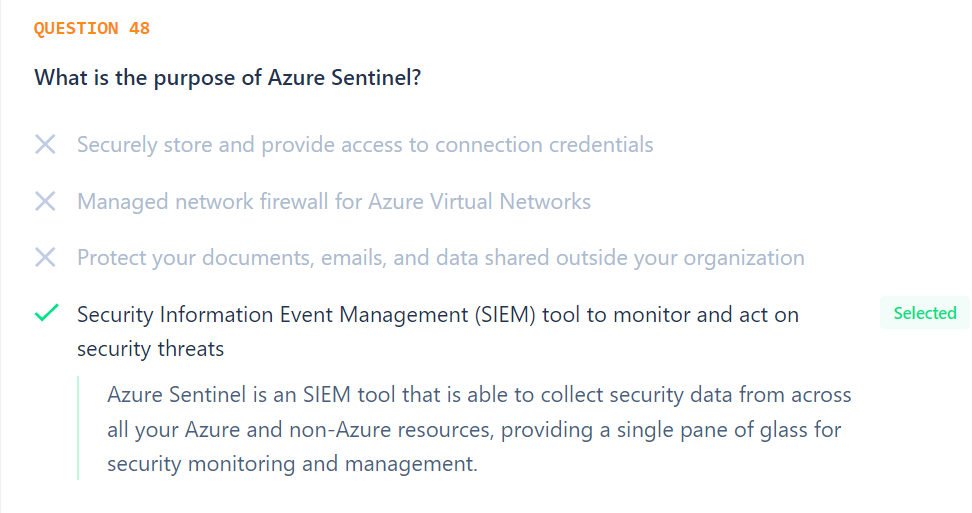 QUESTION 48
What is the purpose of Azure Sentinel?
Securely store and provide access to connection credentials
Managed network firewall for Azure Virtual Networks
Protect your documents, emails, and data shared outside your organization
Security Information Event Management (SIEM) tool to monitor and act on
security threats
Selected
Azure Sentinel is an SIEM tool that is able to collect security data from across
all your Azure and non-Azure resources, providing a single pane of glass for
security monitoring and management.